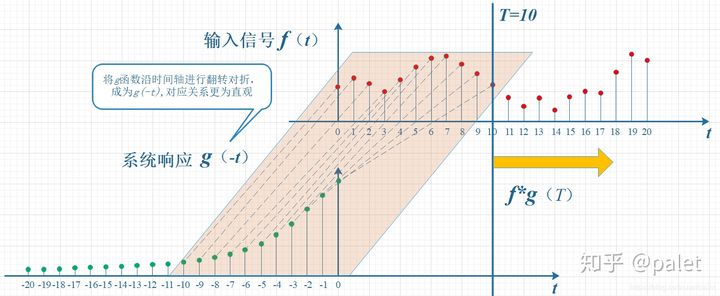 T=10
输入信号 f（t）
将g函数沿时间轴进行翻转对折，
成为g(-t),对应关系更为直观
0 1 2 3 4 5 6 7 8 9 10 11 12 13 14 15 16 17 18 19 20
t
系统响应 g（-t）
f*g（T）
-20 -19 -18 -17 -16 -15 -14 -13 -12 -11 -10 -9 -8 -7 -6 -5 -4 -3 -2 -1 0
t
知乎 @palet